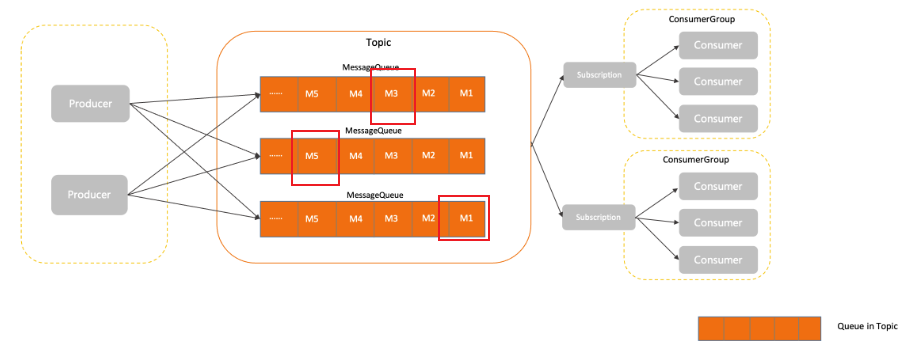 ConsumerGroup
Topic
Consumer
MessageQueue
Subscription
Consumer
Producer
...... M5 M4 M3 M2 M1
Consumer
MessageQueue
...... M5 M4 M3 M2 M1
ConsumerGroup
Producer
MessageQueue
Consumer
...... M5 M4 M3 M2 M1
Subscription
Consumer
Consumer
Queue in Topic